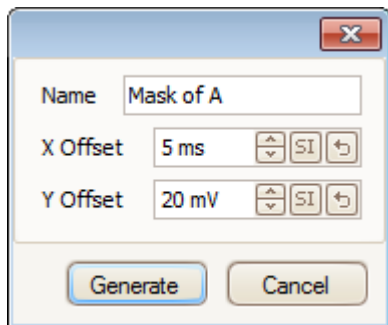 Name Mask of A
X Offset 5 ms SI
Y Offset 20 mV SI
Generate Cancel